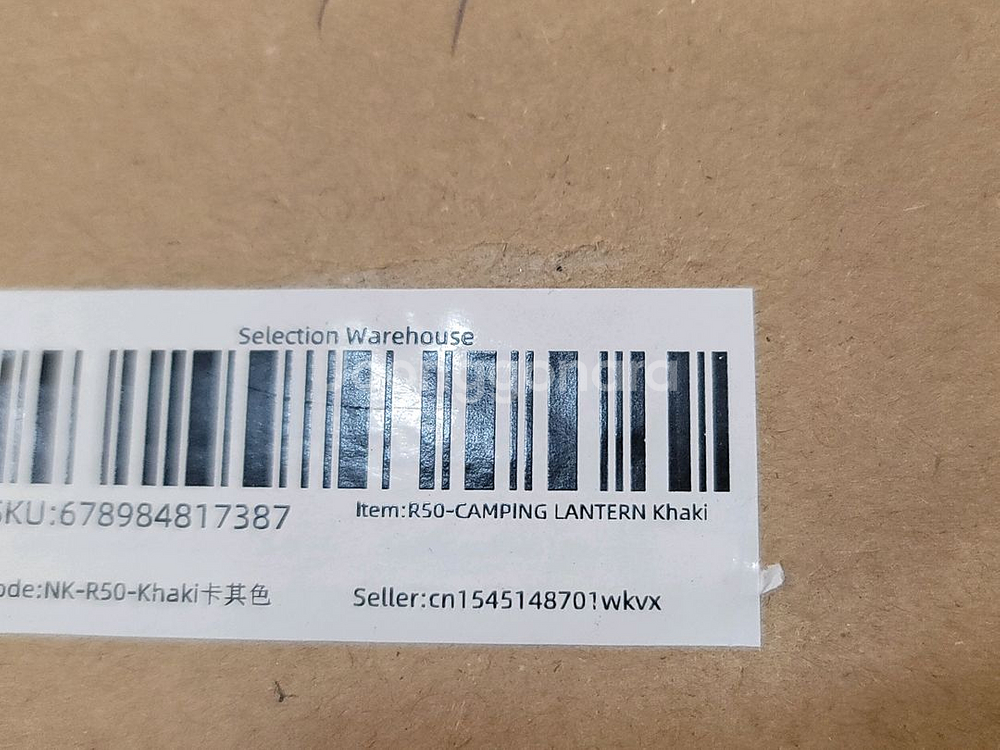 Selection Warehouse
joonggonara
SKU:678984817387
Item:R50-CAMPING LANTERN Khaki
ode:NK-R50-Khaki卡其色
Seller:cn1545148701wkvx